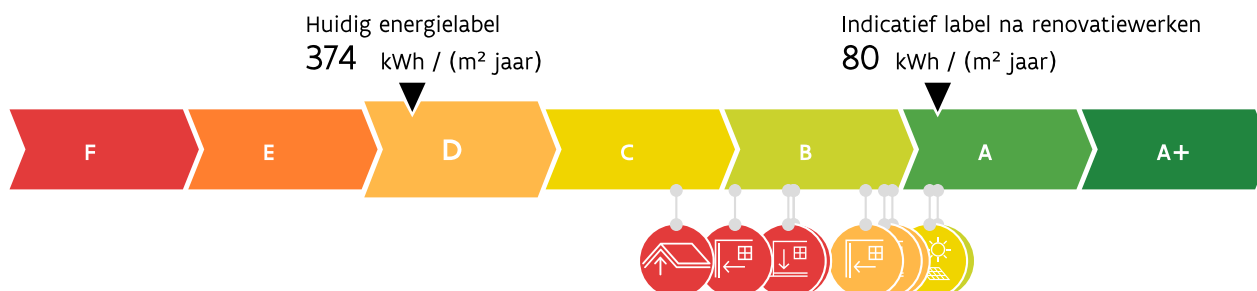 Huidig energielabel
374 kWh / (m² jaar)
Indicatief label na renovatiewerken
80 kWh / (m² jaar)
F
E
D
C
B
A
A+